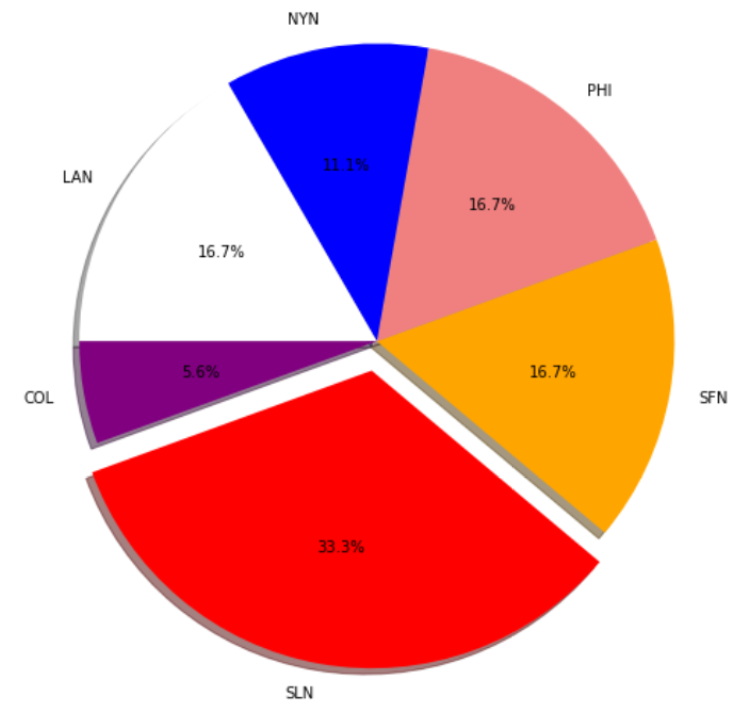 NYN
PHI
11.1%
LAN
16.7%
16.7%
5.6%
16.7%
COL
SFN
33.3%
SLN